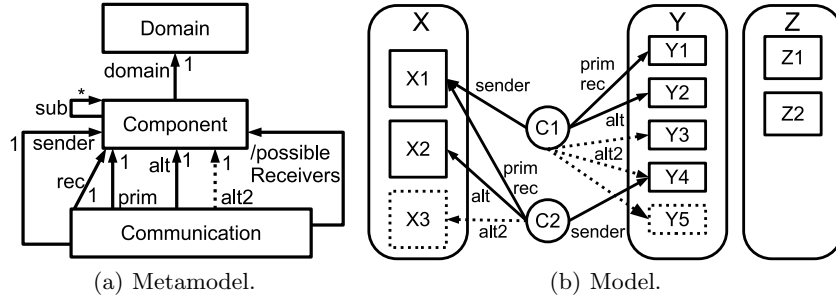 Domain
domain
1
*
sub
Component
1
sender
rec
1
1
prim
alt
1
1
alt2
/possible
Receivers
Communication
(a) Metamodel.
X
X1
X2
X3
sender
prim
rec
alt
alt2
C1
C2
prim
rec
alt
alt2
sender
Y
Y1
Y2
Y3
Y4
Y5
Z
Z1
Z2
(b) Model.